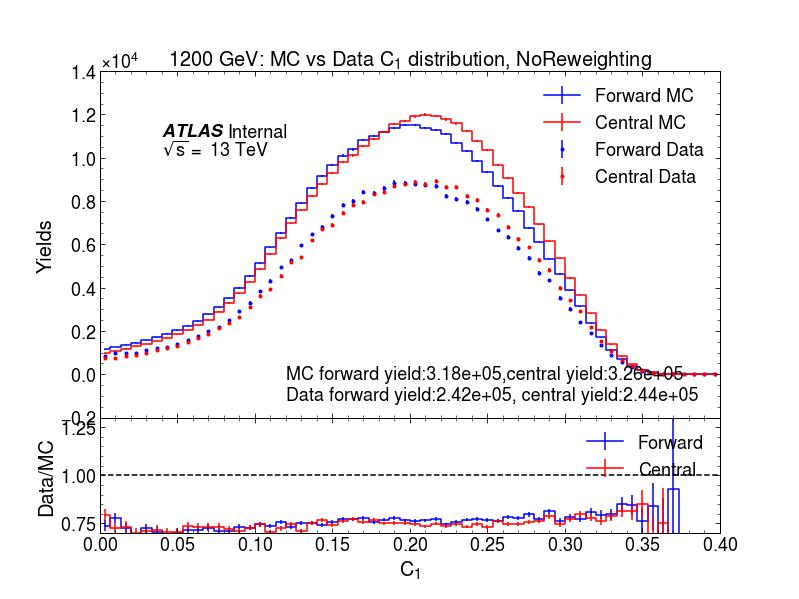 1200 GeV: MC vs Data C₁ distribution, NoReweighting
×10⁴
1.4
1.2
1.0
0.8
0.6
0.4
0.2
0.0
0.2
Yields
ATLAS Internal
√s = 13 TeV
Forward MC
Central MC
Forward Data
Central Data
MC forward yield:3.18e+05,central yield:3.26e+05
Data forward yield:2.42e+05, central yield:2.44e+05
1.25
1.00
0.75
Data/MC
Forward
Central
0.00 0.05 0.10 0.15 0.20 0.25 0.30 0.35 0.40
C₁